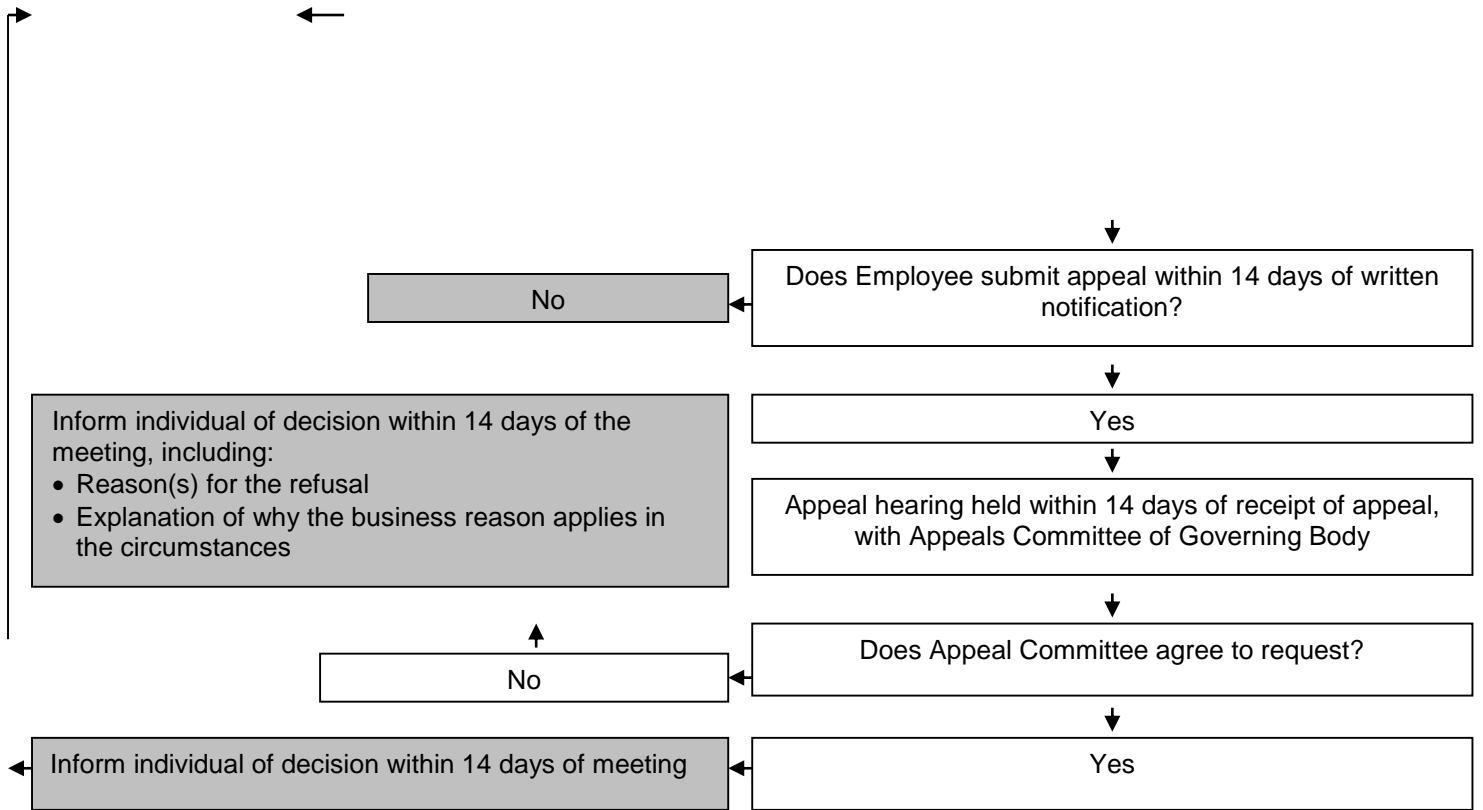 Does Employee submit appeal within 14 days of written
notification?
No
Yes
Inform individual of decision within 14 days of the
meeting, including:
• Reason(s) for the refusal
• Explanation of why the business reason applies in
the circumstances
Appeal hearing held within 14 days of receipt of appeal,
with Appeals Committee of Governing Body
Does Appeal Committee agree to request?
No
Inform individual of decision within 14 days of meeting
Yes